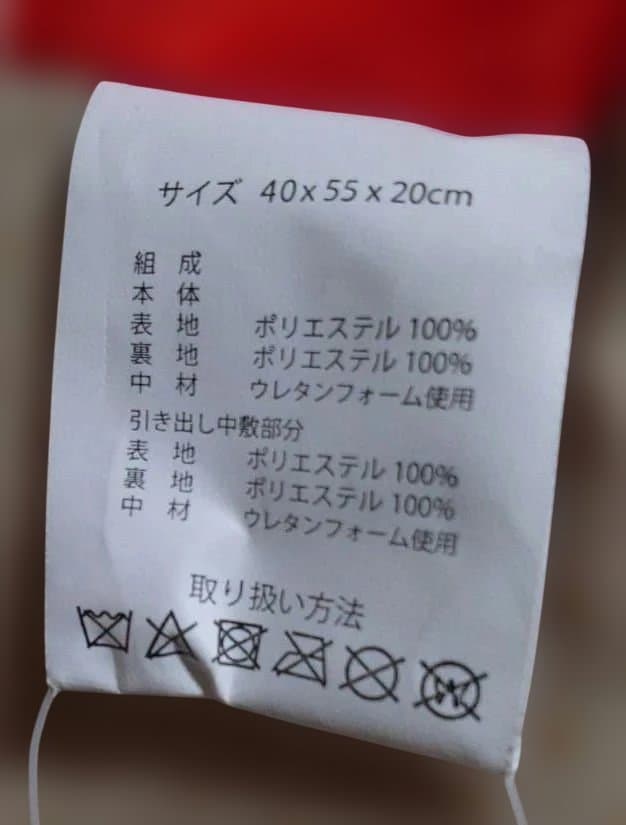 サイズ 40x55x20cm
組 成
本 体
表 地 ポリエステル 100%
裏 地 ポリエステル 100%
中 材 ウレタンフォーム使用
引き出し中敷部分
表 地 ポリエステル 100%
裏 地 ポリエステル 100%
中 材 ウレタンフォーム使用
取り扱い方法
W